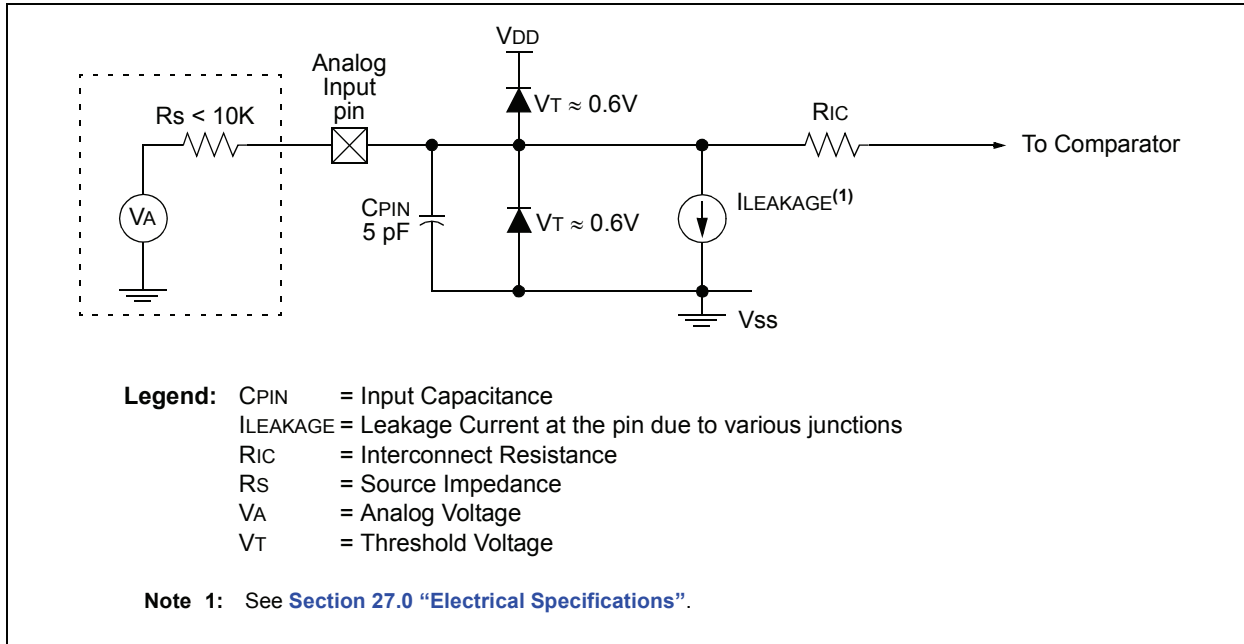 VDD
Analog
Input
pin
Rs < 10K
VT ≈ 0.6V
RIC
To Comparator
VA
CPIN
5 pF
VT ≈ 0.6V
ILEAKAGE(1)
Vss
Legend: CPIN = Input Capacitance
ILEAKAGE = Leakage Current at the pin due to various junctions
RIC = Interconnect Resistance
RS = Source Impedance
VA = Analog Voltage
VT = Threshold Voltage
Note 1: See Section 27.0 “Electrical Specifications”.